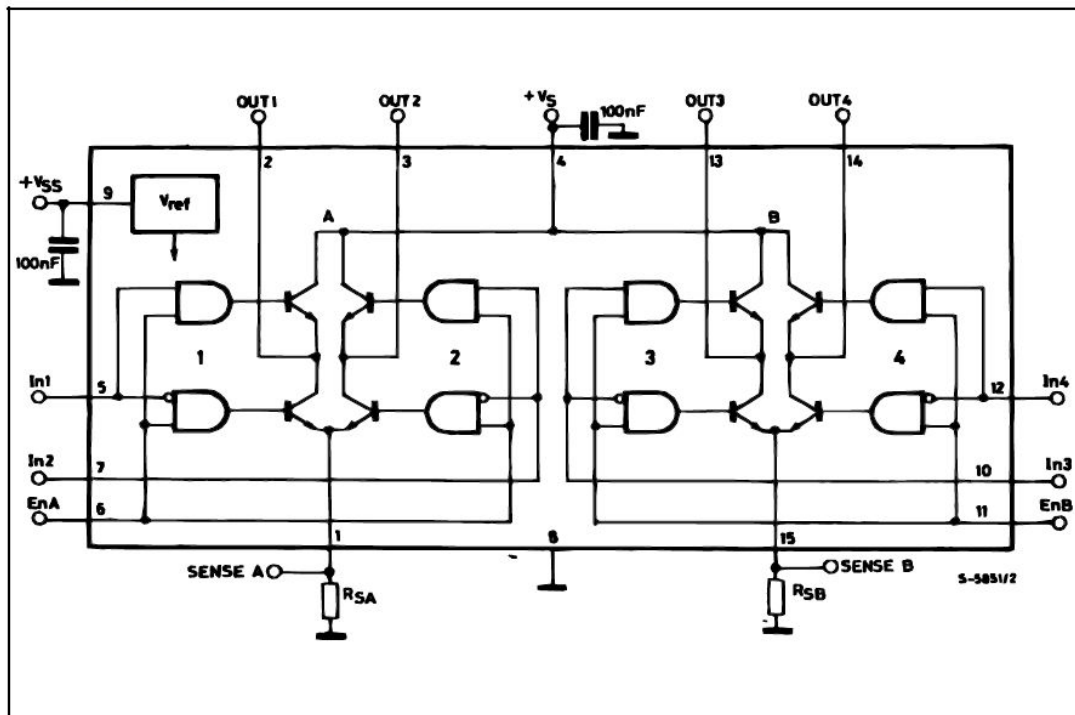 OUT1 OUT2 +Vs 100nF OUT3 OUT4
2 3 4 13 14
+Vss 9 Vref
A B
100nF
1 2 3 4
In1 5 12 In4
In2 7 10 In3
EnA 6 11 EnB
1 8 15
SENSE A SENSE B S-5851/2
RSA RSB